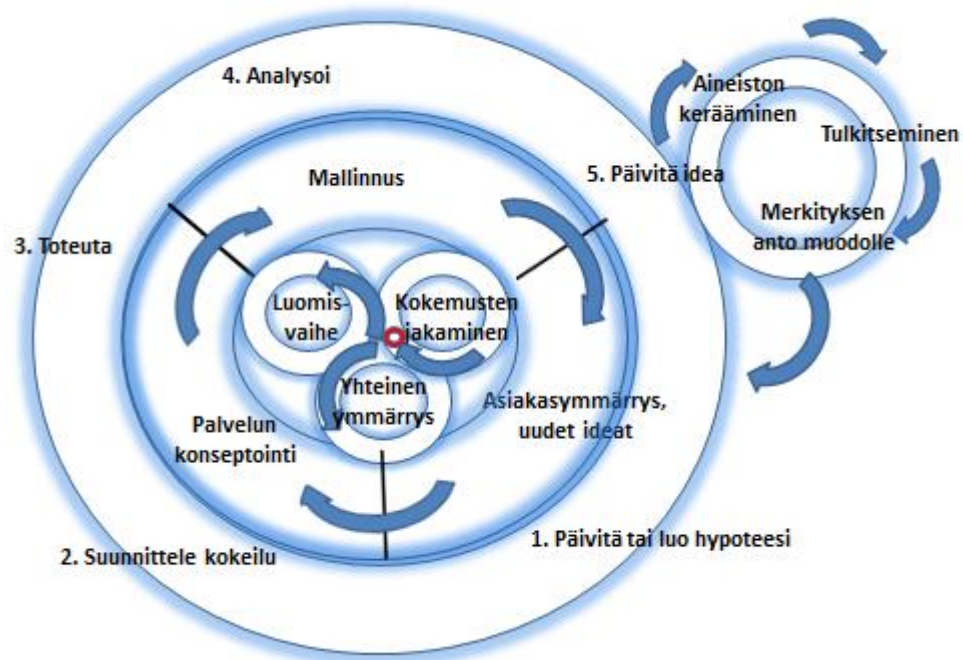 4. Analysoi
Aineiston
kerääminen
Tulkitseminen
Mallinnus
5. Päivitä idea
Merkityksen
anto muodolle
3. Toteuta
Luomis-
vaihe
Kokemusten
jakaminen
Yhteinen
ymmärrys
Asiakasymmärrys,
uudet ideat
Palvelun
konseptointi
1. Päivitä tai luo hypoteesi
2. Suunnittele kokeilu